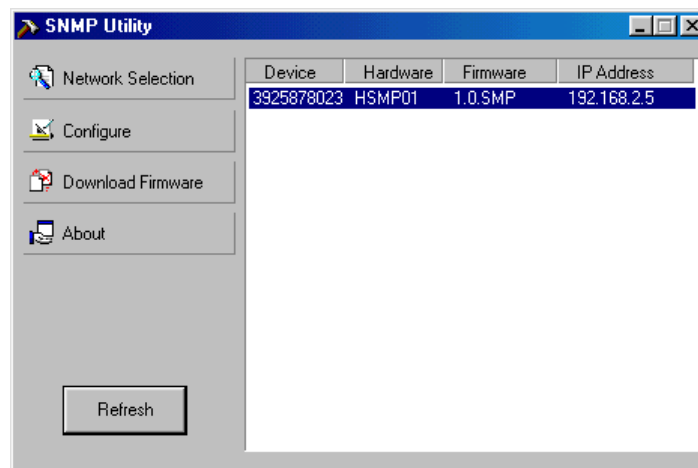 SNMP Utility
Network Selection
Configure
Download Firmware
About
Refresh
Device Hardware Firmware IP Address
3925878023 HSMP01 1.0.SMP 192.168.2.5